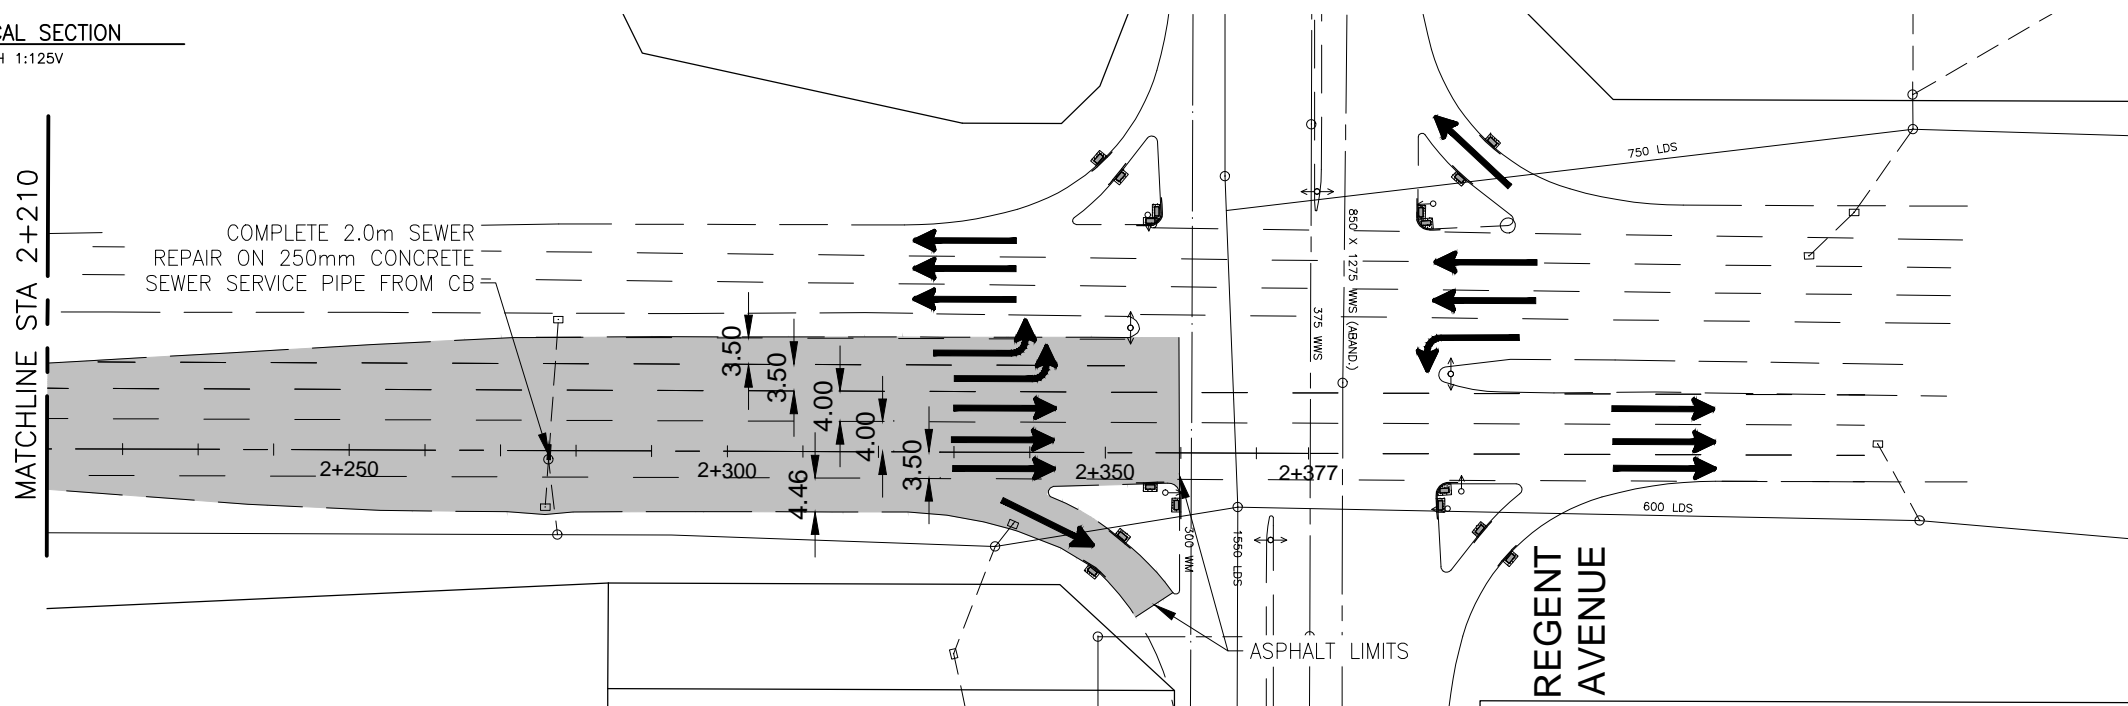 CAL SECTION
H 1:125V
MATCHLINE STA 2+210
COMPLETE 2.0m SEWER
REPAIR ON 250mm CONCRETE
SEWER SERVICE PIPE FROM CB
3.50
3.50
4.00
4.00
3.50
4.46
2+250
2+300
2+350
2+377
750 LDS
850 X 1275 WWS (ABAND.)
375 WWS
300 WM
1550 LDS
600 LDS
ASPHALT LIMITS
REGENT
AVENUE